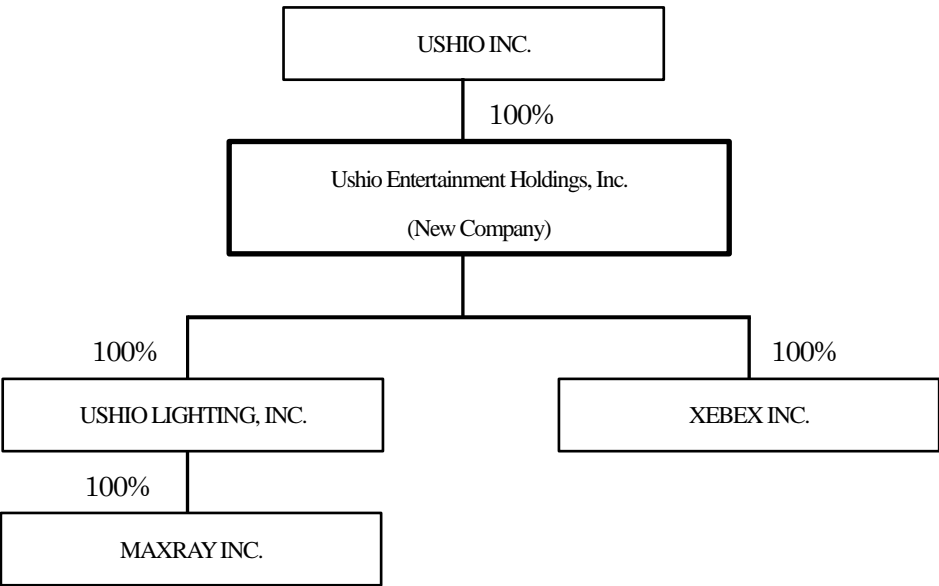 USHIO INC.
100%
Ushio Entertainment Holdings, Inc.
(New Company)
100%
100%
USHIO LIGHTING, INC.
XEBEX INC.
100%
MAXRAY INC.